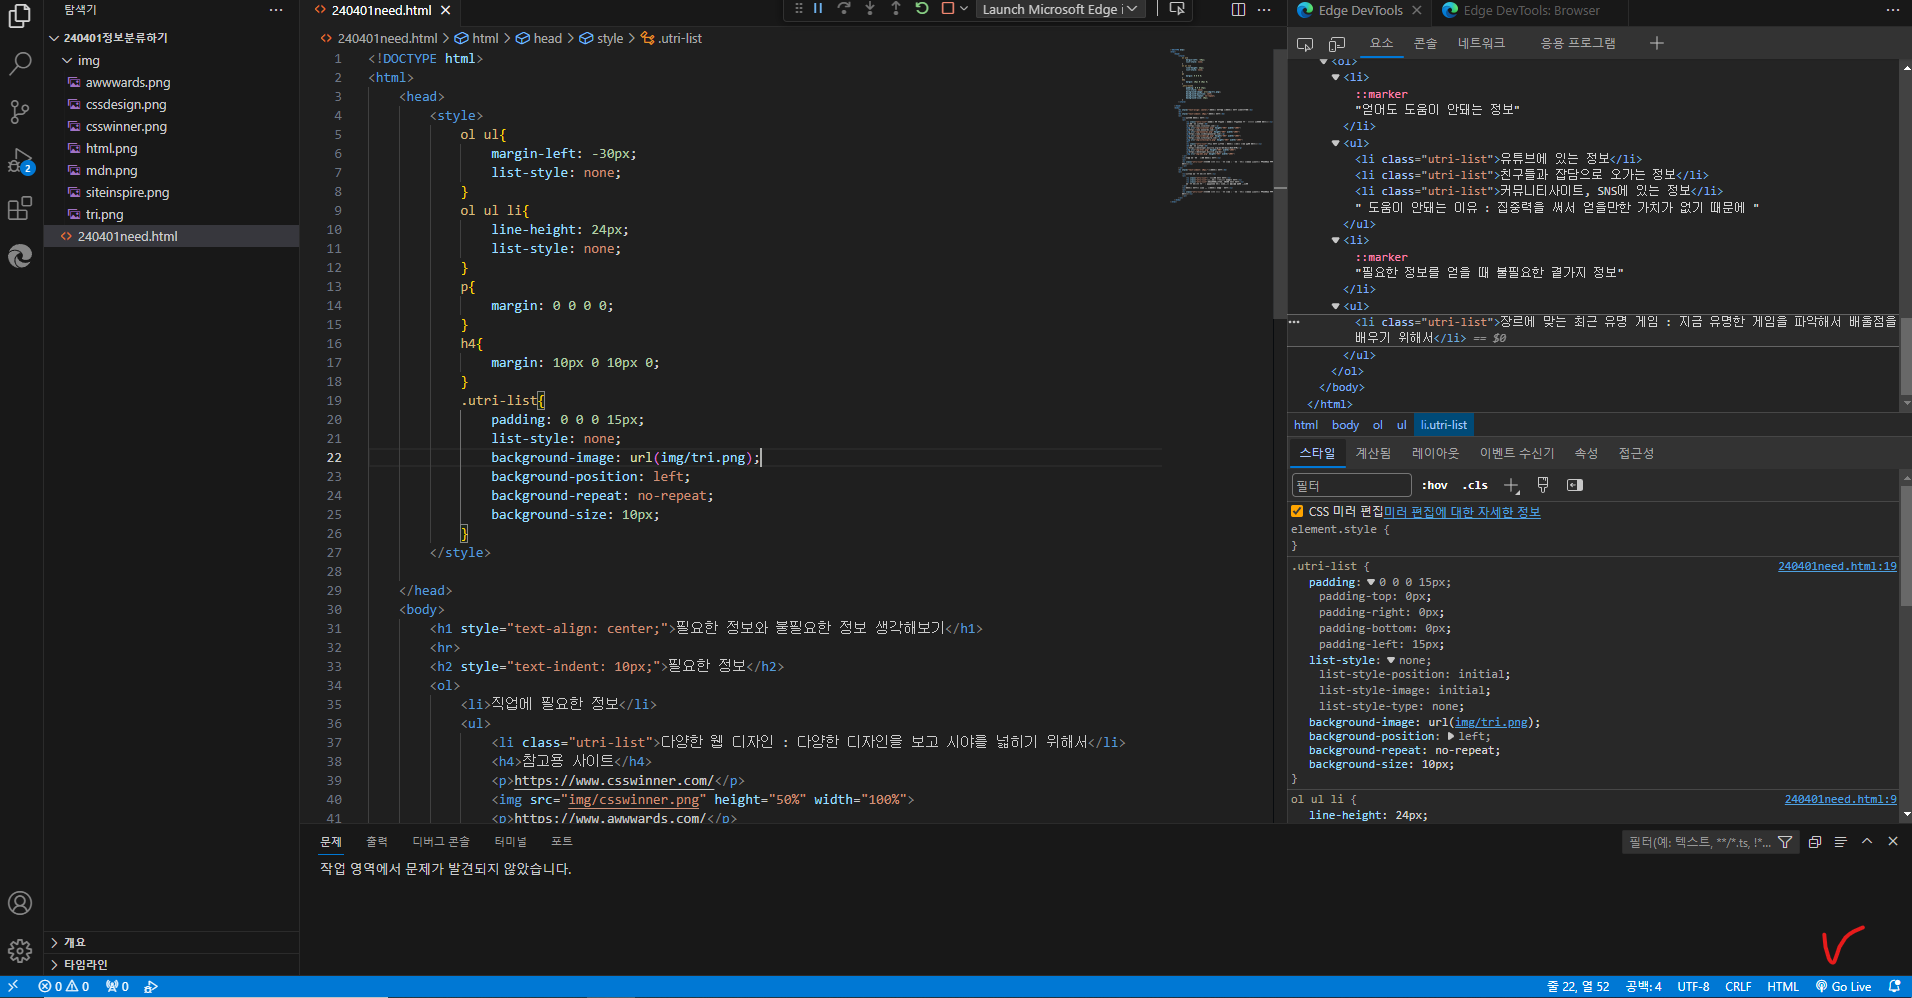 탐색기
240401정보분류하기
img
awwwards.png
cssdesign.png
csswinner.png
html.png
mdn.png
siteinspire.png
tri.png
240401need.html
개요
타임라인
2
240401need.html
Launch Microsoft Edge i
240401need.html > html > head > style > .utri-list
1 <!DOCTYPE html>
2 <html>
3 <head>
4 <style>
5 ol ul{
6 margin-left: -30px;
7 list-style: none;
8 }
9 ol ul li{
10 line-height: 24px;
11 list-style: none;
12 }
13 p{
14 margin: 0 0 0 0;
15 }
16 h4{
17 margin: 10px 0 10px 0;
18 }
19 .utri-list{
20 padding: 0 0 0 15px;
21 list-style: none;
22 background-image: url(img/tri.png);
23 background-position: left;
24 background-repeat: no-repeat;
25 background-size: 10px;
26 }
27 </style>
28
29 </head>
30 <body>
31 <h1 style="text-align: center;">필요한 정보와 불필요한 정보 생각해보기</h1>
32 <hr>
33 <h2 style="text-indent: 10px;">필요한 정보</h2>
34 <ol>
35 <li>직업에 필요한 정보</li>
36 <ul>
37 <li class="utri-list">다양한 웹 디자인 : 다양한 디자인을 보고 시야를 넓히기 위해서</li>
38 <h4>참고용 사이트</h4>
39 <p>https://www.csswinner.com/</p>
40 <img src="img/csswinner.png" height="50%" width="100%">
41 <p>https://www.awwwards.com/</p>
문제 출력 디버그 콘솔 터미널 포트
필터(예: 텍스트, **/*.ts, !*...
작업 영역에서 문제가 발견되지 않았습니다.
Edge DevTools
Edge DevTools: Browser
요소 콘솔 네트워크 응용 프로그램
<ol>
<li>
::marker
"얻어도 도움이 안돼는 정보"
</li>
<ul>
<li class="utri-list">유튜브에 있는 정보</li>
<li class="utri-list">친구들과 잡담으로 오가는 정보</li>
<li class="utri-list">커뮤니티사이트, SNS에 있는 정보</li>
" 도움이 안돼는 이유 : 집중력을 써서 얻을만한 가치가 없기 때문에 "
</ul>
<li>
::marker
"필요한 정보를 얻을 때 불필요한 곁가지 정보"
</li>
<ul>
<li class="utri-list">장르에 맞는 최근 유명 게임 : 지금 유명한 게임을 파악해서 배울점을
배우기 위해서</li> == $0
</ul>
</ol>
</body>
</html>
html body ol ul li.utri-list
스타일 계산됨 레이아웃 이벤트 수신기 속성 접근성
필터 :hov .cls
CSS 미러 편집미러 편집에 대한 자세한 정보
element.style {
}
.utri-list { 240401need.html:19
padding: 0 0 0 15px;
padding-top: 0px;
padding-right: 0px;
padding-bottom: 0px;
padding-left: 15px;
list-style: none;
list-style-position: initial;
list-style-image: initial;
list-style-type: none;
background-image: url(img/tri.png);
background-position: left;
background-repeat: no-repeat;
background-size: 10px;
}
ol ul li { 240401need.html:9
line-height: 24px;
0 0 0
줄 22, 열 52 공백: 4 UTF-8 CRLF HTML Go Live